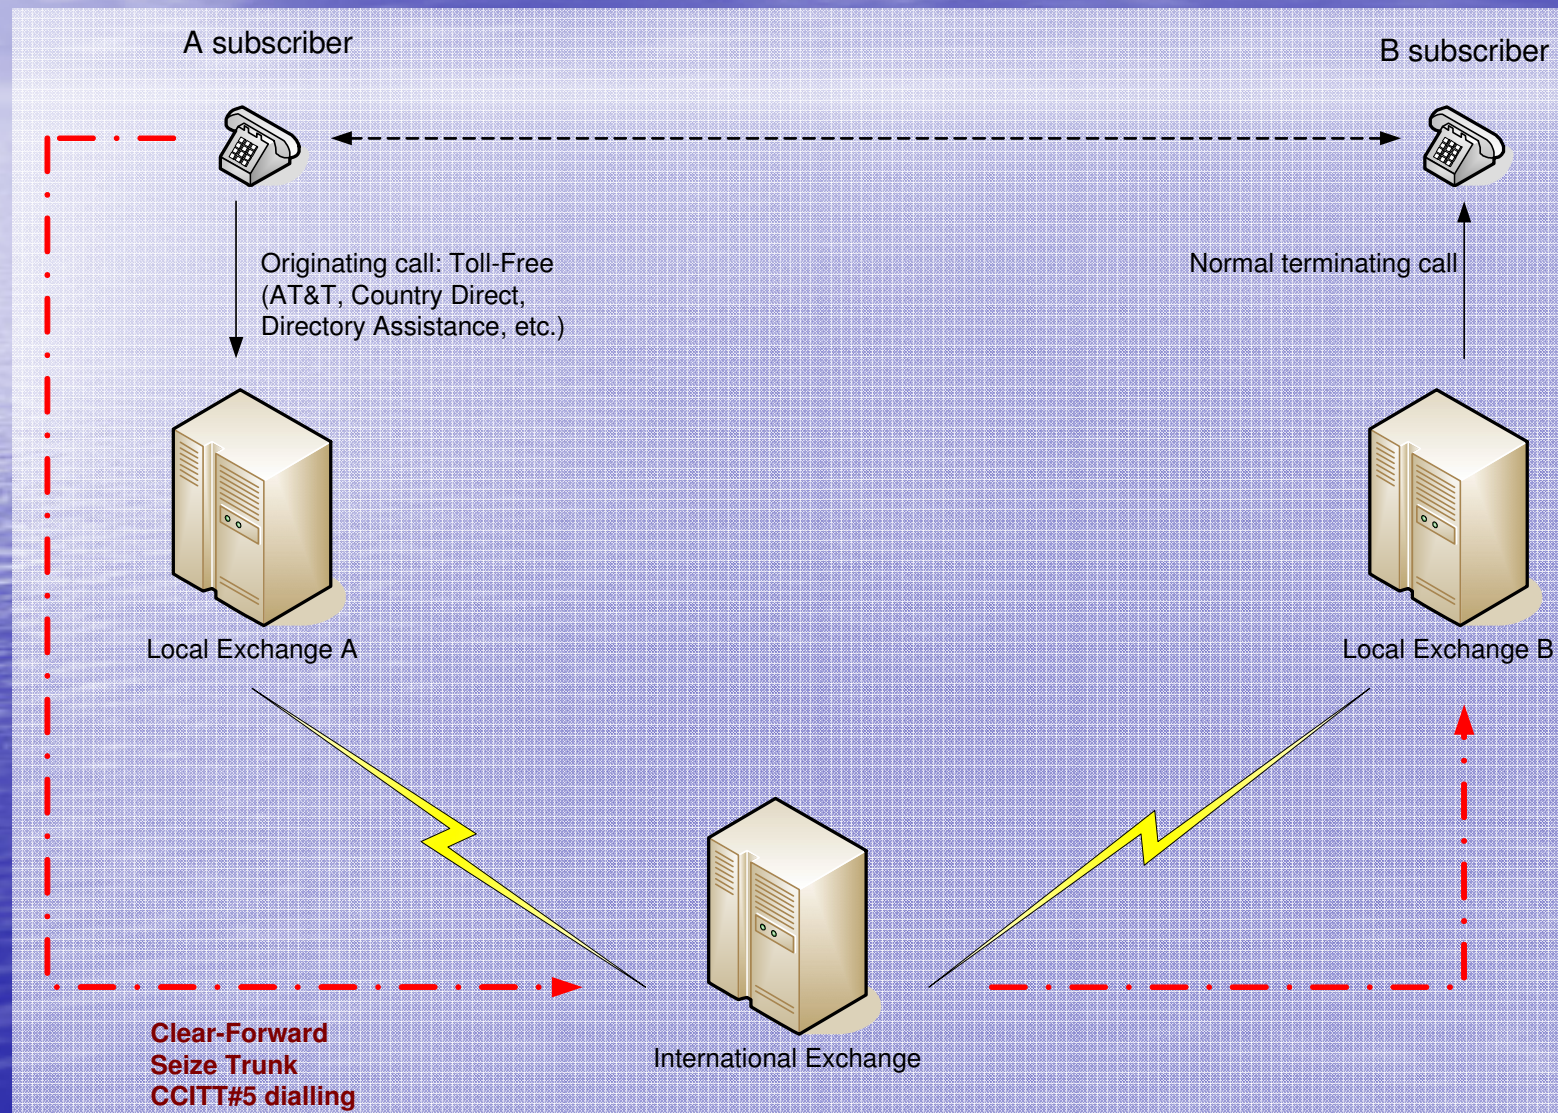 A subscriber
B subscriber
Originating call: Toll-Free
(AT&T, Country Direct,
Directory Assistance, etc.)
Normal terminating call
Local Exchange A
Local Exchange B
Clear-Forward
Seize Trunk
CCITT#5 dialling
International Exchange